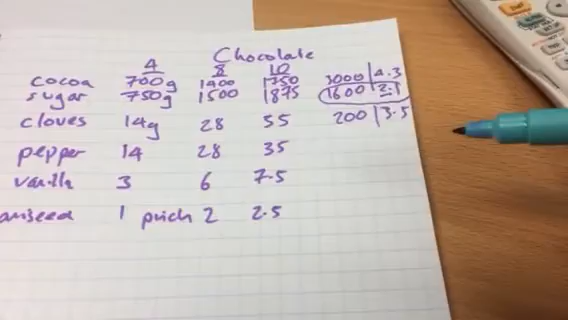 Chocolate
4 8 10
cocoa 700g 1400 1750 3000 4.3
sugar 750g 1500 1875 1600 2.1
cloves 14g 28 55 200 3.5
pepper 14 28 35
vanilla 3 6 7.5
aniseed 1 pinch 2 2.5